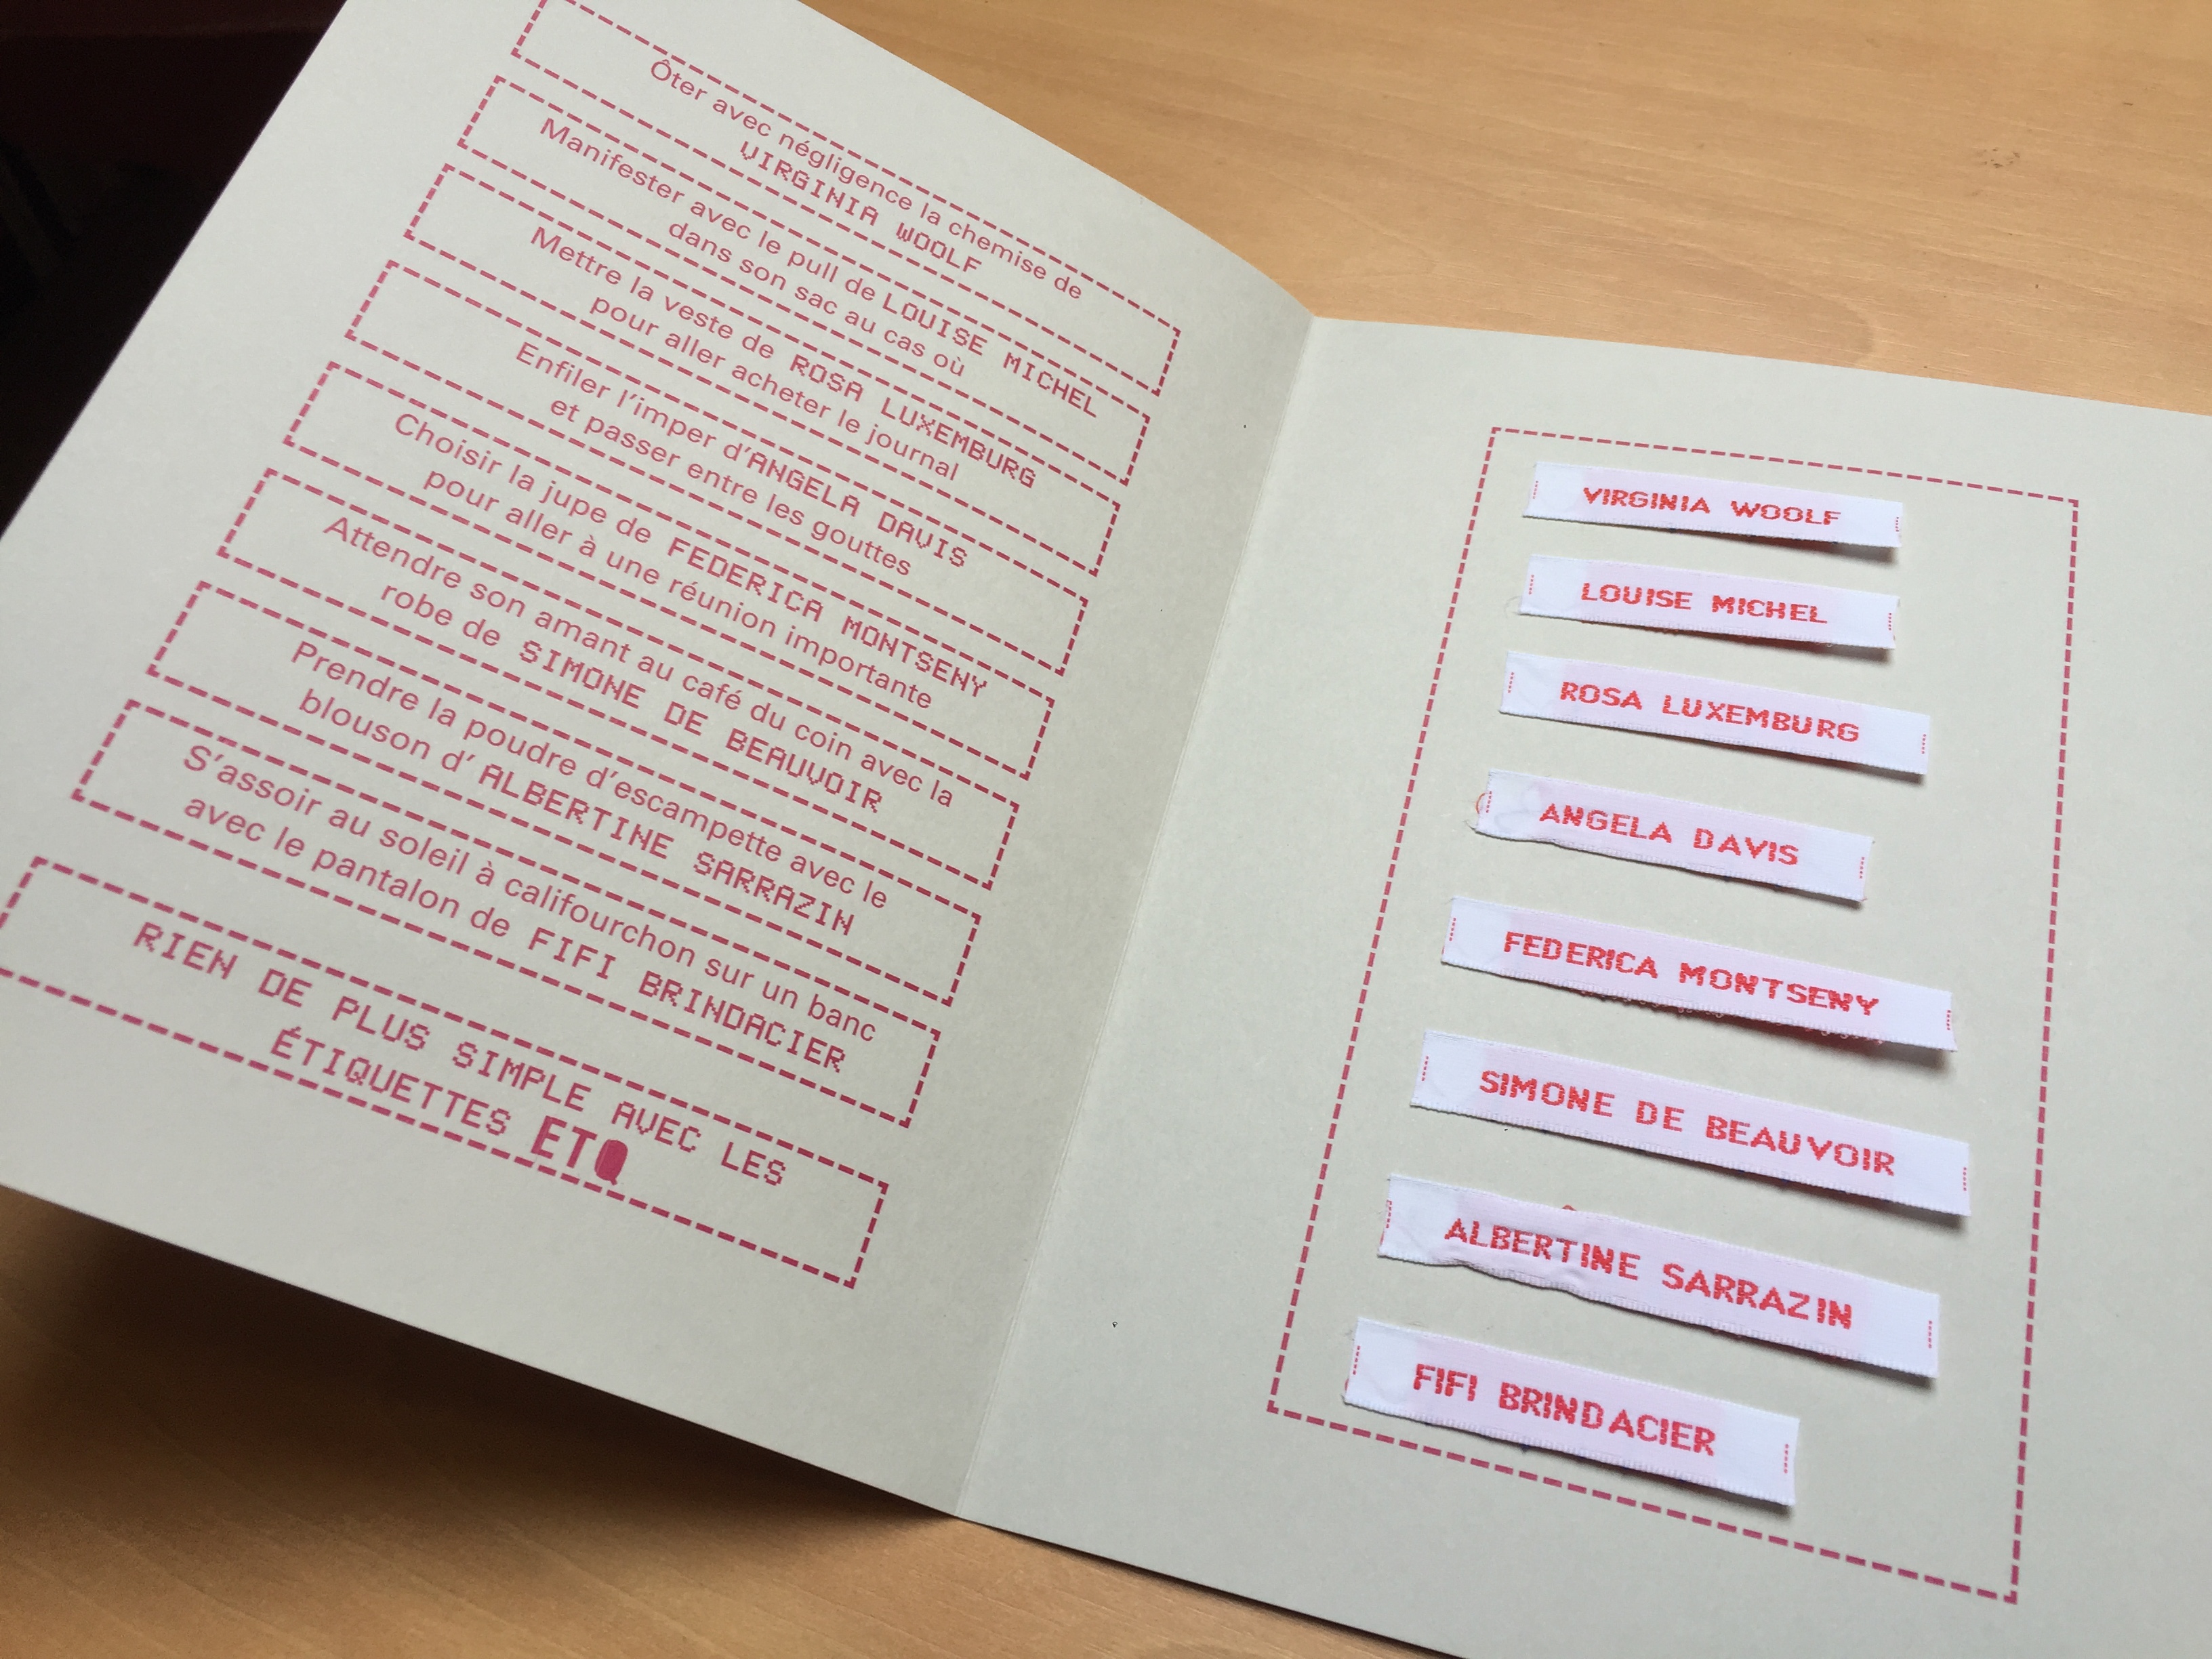 Ôter avec négligence la chemise de
VIRGINIA WOOLF
Manifester avec le pull de LOUISE MICHEL
dans son sac au cas où
Mettre la veste de ROSA LUXEMBURG
pour aller acheter le journal
Enfiler l'imper d'ANGELA DAVIS
et passer entre les gouttes
Choisir la jupe de FEDERICA MONTSENY
pour aller à une réunion importante
Attendre son amant au café du coin avec la
robe de SIMONE DE BEAUVOIR
Prendre la poudre d'escampette avec le
blouson d' ALBERTINE SARRAZIN
S'assoir au soleil à califourchon sur un banc
avec le pantalon de FIFI BRINDACIER
RIEN DE PLUS SIMPLE AVEC LES
ÉTIQUETTES ETQ
VIRGINIA WOOLF
LOUISE MICHEL
ROSA LUXEMBURG
ANGELA DAVIS
FEDERICA MONTSENY
SIMONE DE BEAUVOIR
ALBERTINE SARRAZIN
FIFI BRINDACIER